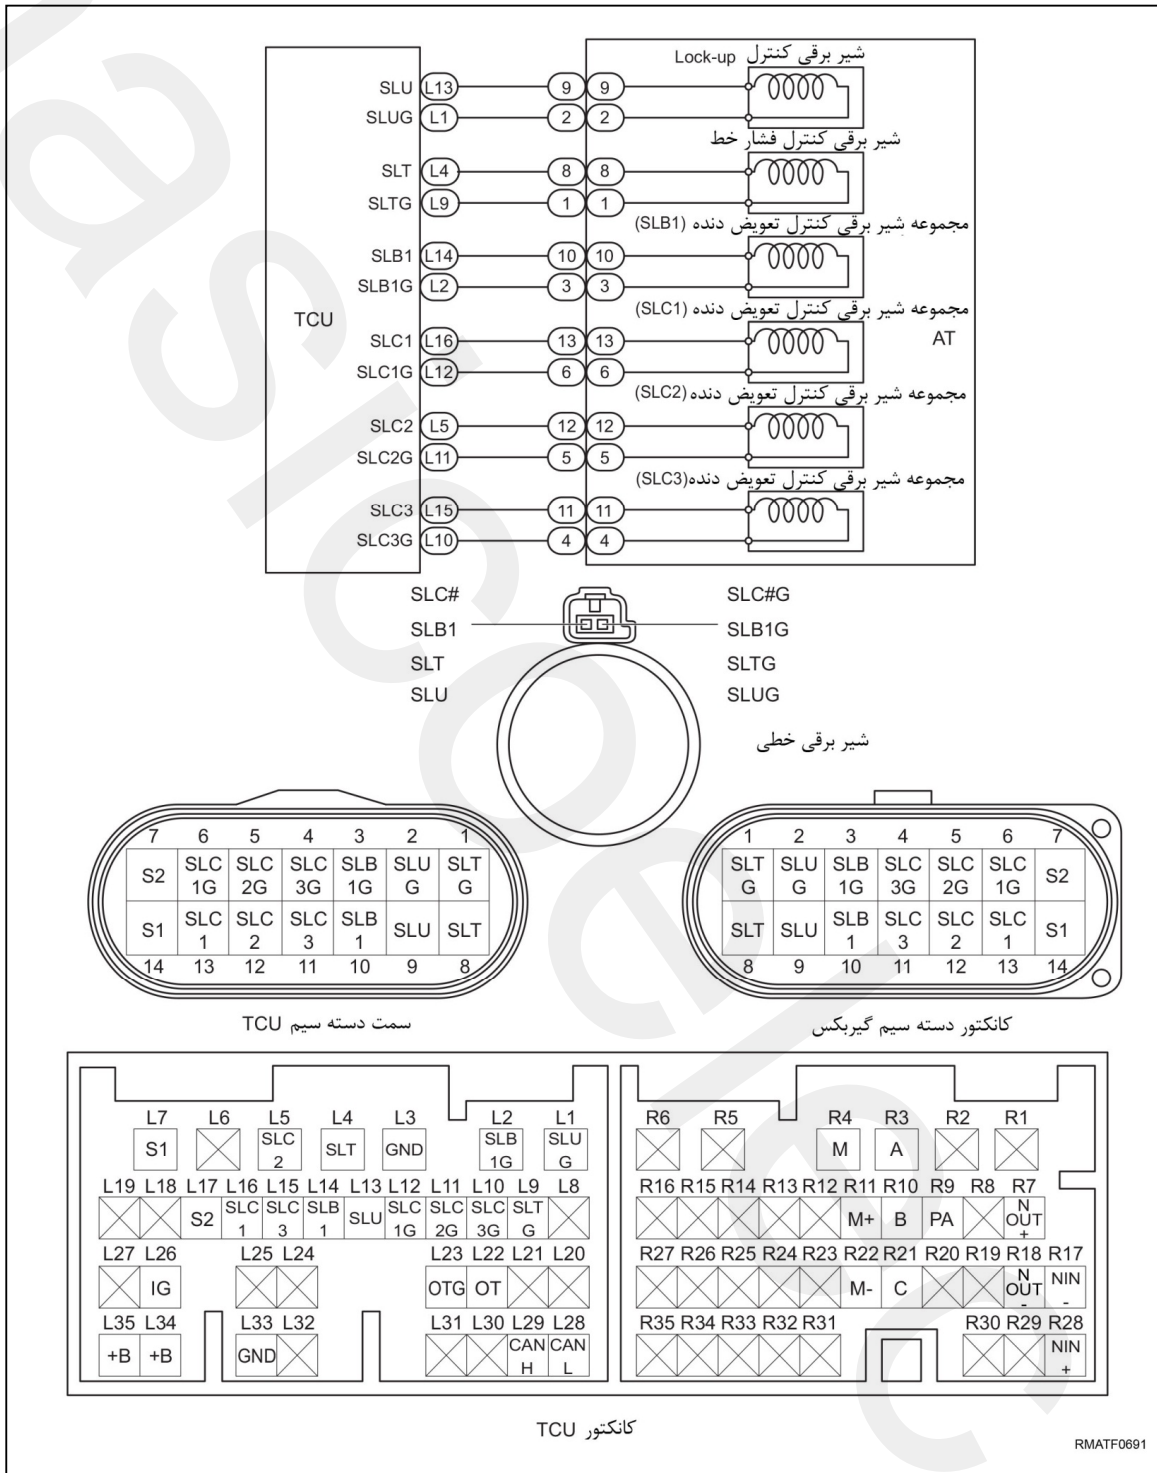 شیر برقی کنترل Lock-up
SLU L13 9 9
SLUG L1 2 2
شیر برقی کنترل فشار خط
SLT L4 8 8
SLTG L9 1 1
مجموعه شیر برقی کنترل تعویض دنده (SLB1)
SLB1 L14 10 10
SLB1G L2 3 3
مجموعه شیر برقی کنترل تعویض دنده (SLC1)
TCU
SLC1 L16 13 13
AT
SLC1G L12 6 6
مجموعه شیر برقی کنترل تعویض دنده (SLC2)
SLC2 L5 12 12
SLC2G L11 5 5
مجموعه شیر برقی کنترل تعویض دنده(SLC3)
SLC3 L15 11 11
SLC3G L10 4 4
SLC# SLC#G
SLB1 SLB1G
SLT SLTG
SLU SLUG
شیر برقی خطی
7 6 5 4 3 2 1
S2 SLC 1G SLC 2G SLC 3G SLB 1G SLU G SLT G
S1 SLC 1 SLC 2 SLC 3 SLB 1 SLU SLT
14 13 12 11 10 9 8
سمت دسته سیم TCU
1 2 3 4 5 6 7
SLT G SLU G SLB 1G SLC 3G SLC 2G SLC 1G S2
SLT SLU SLB 1 SLC 3 SLC 2 SLC 1 S1
8 9 10 11 12 13 14
کانکتور دسته سیم گیربکس
L7 L6 L5 L4 L3 L2 L1
S1 SLC 2 SLT GND SLB 1G SLU G
L19 L18 L17 L16 L15 L14 L13 L12 L11 L10 L9 L8
S2 SLC 1 SLC 3 SLB 1 SLU SLC 1G SLC 2G SLC 3G SLT G
L27 L26 L25 L24 L23 L22 L21 L20
IG OTG OT
L35 L34 L33 L32 L31 L30 L29 L28
+B +B GND CAN H CAN L
R6 R5 R4 R3 R2 R1
M A
R16 R15 R14 R13 R12 R11 R10 R9 R8 R7
M+ B PA N OUT +
R27 R26 R25 R24 R23 R22 R21 R20 R19 R18 R17
M- C N OUT - NIN -
R35 R34 R33 R32 R31 R30 R29 R28
NIN +
کانکتور TCU
RMATF0691